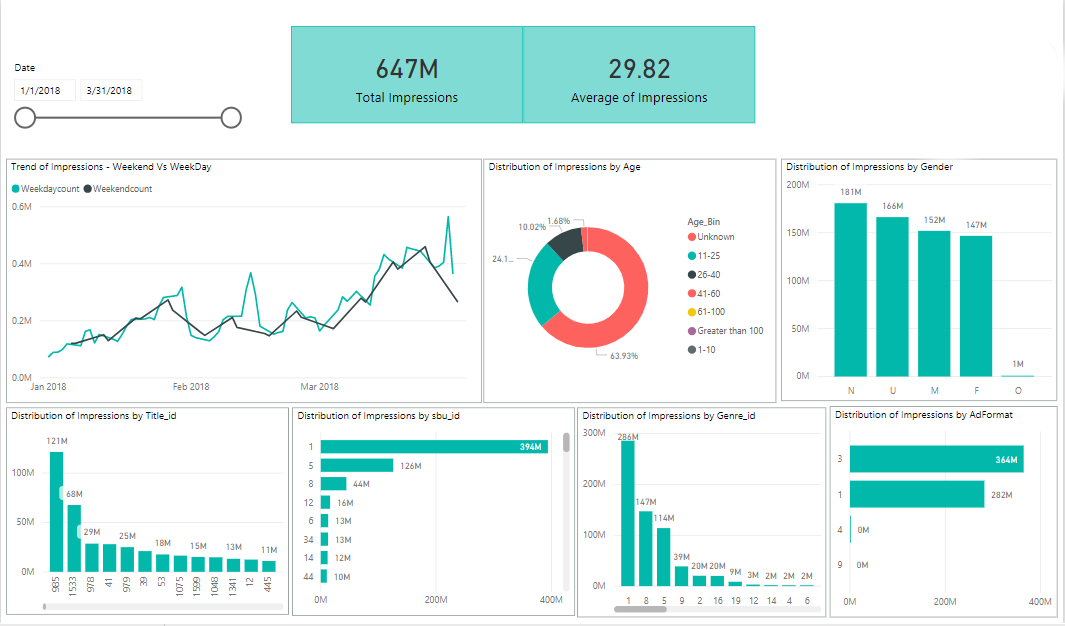 647M
29.82
Total Impressions
Average of Impressions
Date
1/1/2018
3/31/2018
Trend of Impressions - Weekend Vs WeekDay
Weekdaycount
Weekendcount
0.6M
0.4M
0.2M
0.0M
Jan 2018
Feb 2018
Mar 2018
Distribution of Impressions by Age
1.68%
10.02%
24.1...
63.93%
Age_Bin
Unknown
11-25
26-40
41-60
61-100
Greater than 100
1-10
Distribution of Impressions by Gender
200M
150M
100M
50M
0M
181M
166M
152M
147M
1M
N
U
M
F
O
Distribution of Impressions by Title_id
100M
50M
0M
121M
68M
29M
25M
18M
15M
13M
11M
985
1533
978
41
979
39
53
1075
1599
1048
1341
12
445
Distribution of Impressions by sbu_id
1 394M
5 126M
8 44M
12 16M
6 13M
34 13M
14 12M
44 10M
0M 200M 400M
Distribution of Impressions by Genre_id
300M
200M
100M
0M
286M
147M
114M
39M
20M
20M
9M
3M
2M
2M
2M
1
8
5
9
2
16
19
12
14
4
6
Distribution of Impressions by AdFormat
3 364M
1 282M
4 0M
9 0M
0M 200M 400M